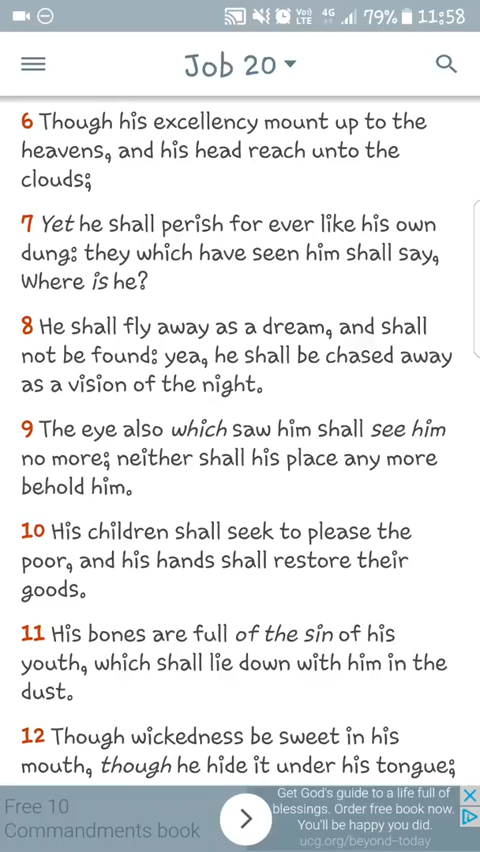 Vo)) LTE 4G 79% 11:58
Job 20
6 Though his excellency mount up to the
heavens, and his head reach unto the
clouds;
7 Yet he shall perish for ever like his own
dung: they which have seen him shall say,
Where is he?
8 He shall fly away as a dream, and shall
not be found: yea, he shall be chased away
as a vision of the night.
9 The eye also which saw him shall see him
no more; neither shall his place any more
behold him.
10 His children shall seek to please the
poor, and his hands shall restore their
goods.
11 His bones are full of the sin of his
youth, which shall lie down with him in the
dust.
12 Though wickedness be sweet in his
mouth, though he hide it under his tongue;
Free 10
Commandments book
Get God's guide to a life full of
blessings. Order free book now.
You'll be happy you did.
ucg.org/beyond-today